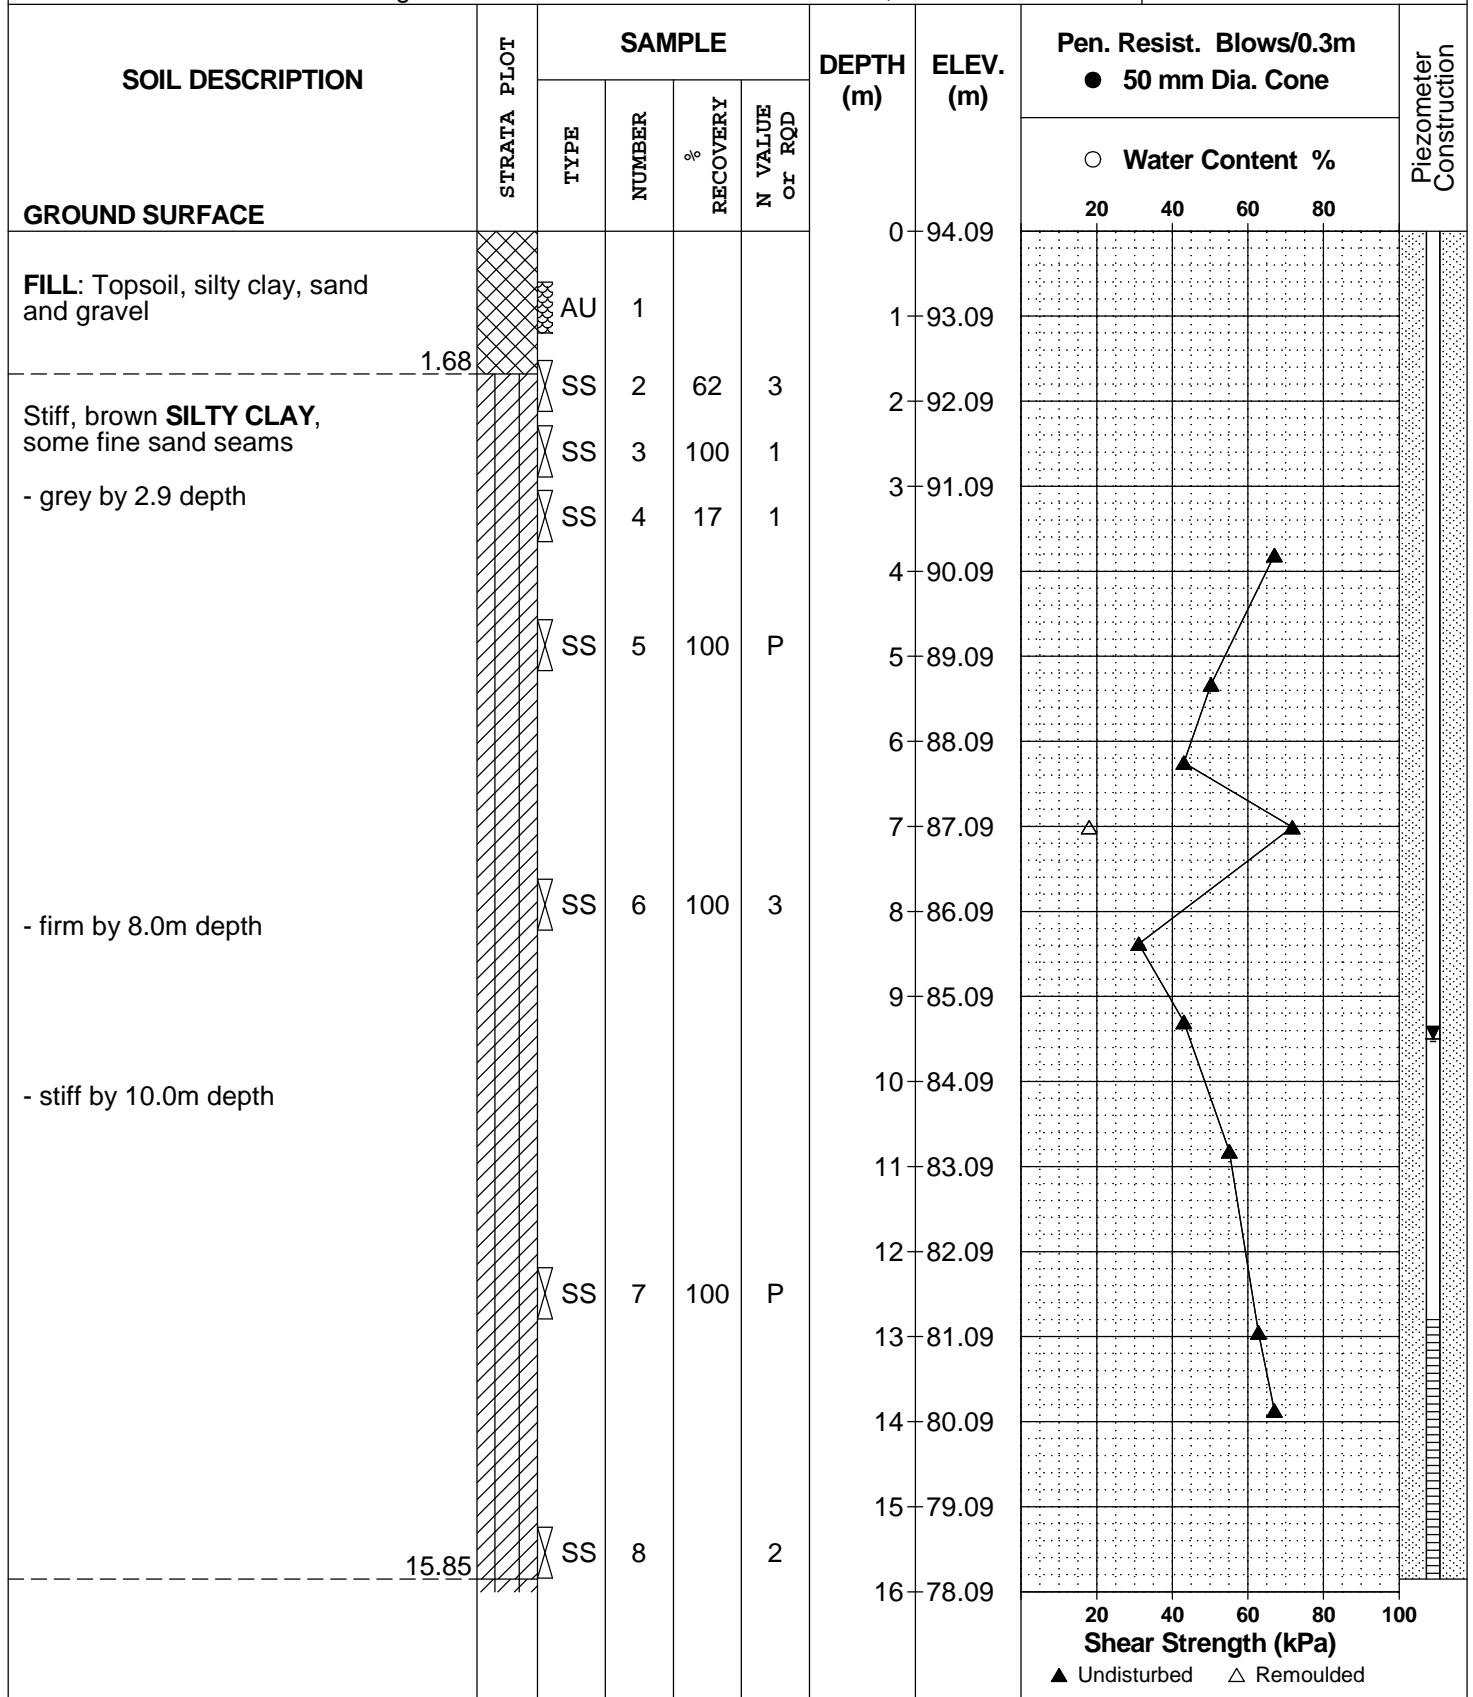 SOIL DESCRIPTION
GROUND SURFACE
STRATA PLOT
SAMPLE
TYPE
NUMBER
%
RECOVERY
N VALUE
or RQD
DEPTH
(m)
ELEV.
(m)
Pen. Resist. Blows/0.3m
● 50 mm Dia. Cone
○ Water Content %
20 40 60 80
Piezometer
Construction
0 94.09
FILL: Topsoil, silty clay, sand
and gravel
AU 1
1 93.09
1.68
SS 2 62 3
2 92.09
Stiff, brown SILTY CLAY,
some fine sand seams
SS 3 100 1
3 91.09
- grey by 2.9 depth
SS 4 17 1
4 90.09
SS 5 100 P
5 89.09
6 88.09
7 87.09
SS 6 100 3
8 86.09
- firm by 8.0m depth
9 85.09
10 84.09
- stiff by 10.0m depth
11 83.09
12 82.09
SS 7 100 P
13 81.09
14 80.09
15 79.09
SS 8 2
15.85
16 78.09
20 40 60 80 100
Shear Strength (kPa)
▲ Undisturbed △ Remoulded